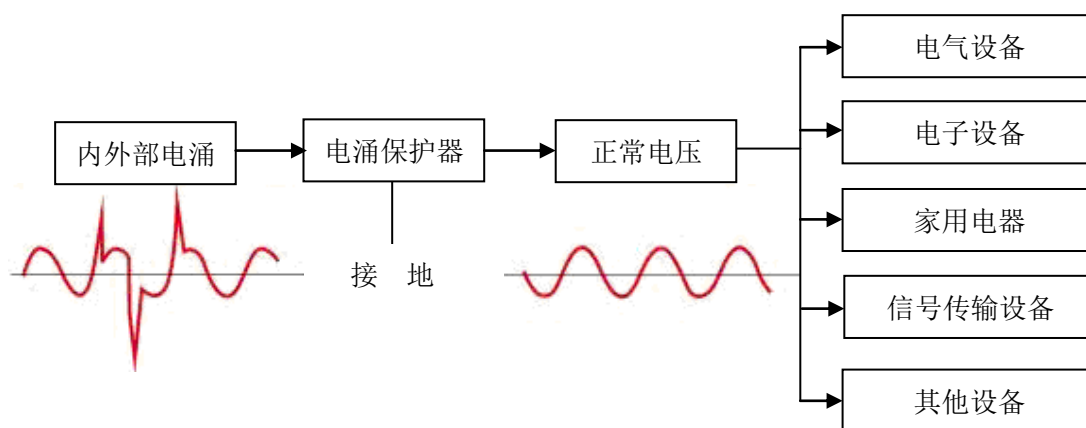 电气设备
电子设备
内外部电涌
电涌保护器
正常电压
家用电器
接 地
信号传输设备
其他设备